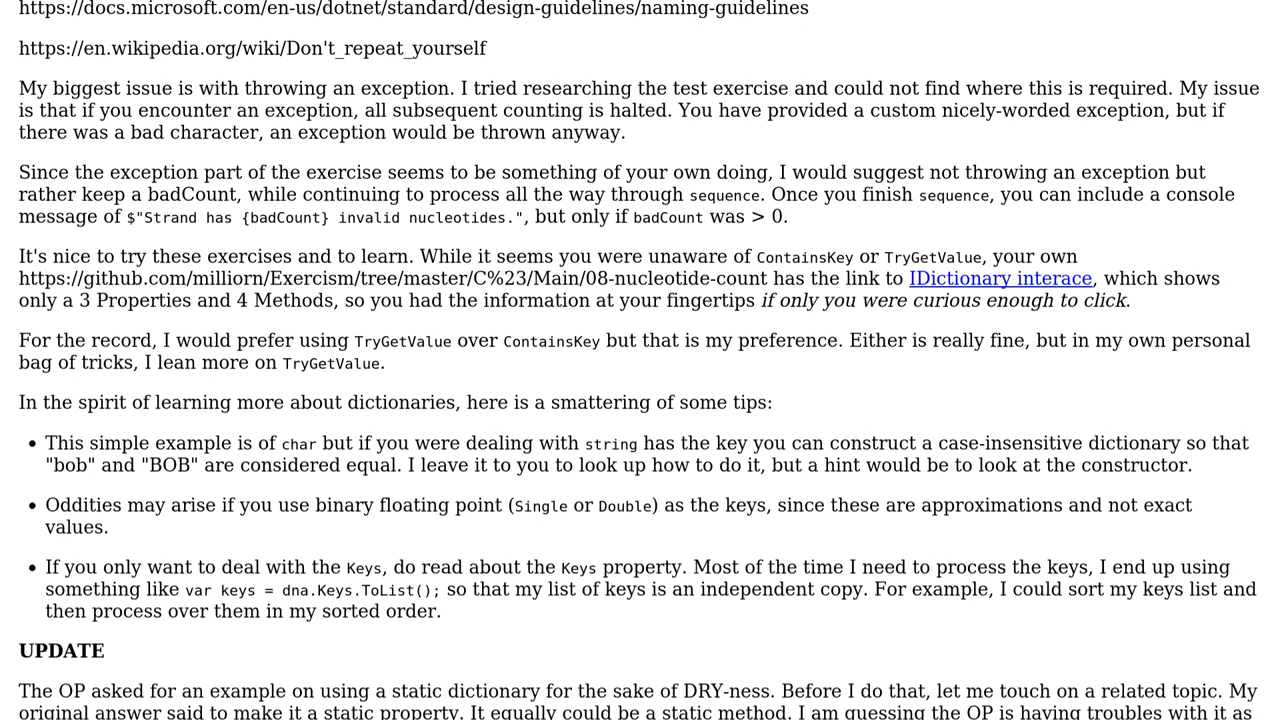 https://docs.microsoft.com/en-us/dotnet/standard/design-guidelines/naming-guidelines
https://en.wikipedia.org/wiki/Don't_repeat_yourself
My biggest issue is with throwing an exception. I tried researching the test exercise and could not find where this is required. My issue
is that if you encounter an exception, all subsequent counting is halted. You have provided a custom nicely-worded exception, but if
there was a bad character, an exception would be thrown anyway.
Since the exception part of the exercise seems to be something of your own doing, I would suggest not throwing an exception but
rather keep a badCount, while continuing to process all the way through sequence. Once you finish sequence, you can include a console
message of $"Strand has {badCount} invalid nucleotides.", but only if badCount was > 0.
It's nice to try these exercises and to learn. While it seems you were unaware of ContainsKey or TryGetValue, your own
https://github.com/milliorn/Exercism/tree/master/C%23/Main/08-nucleotide-count has the link to IDictionary interace, which shows
only a 3 Properties and 4 Methods, so you had the information at your fingertips if only you were curious enough to click.
For the record, I would prefer using TryGetValue over ContainsKey but that is my preference. Either is really fine, but in my own personal
bag of tricks, I lean more on TryGetValue.
In the spirit of learning more about dictionaries, here is a smattering of some tips:
• This simple example is of char but if you were dealing with string has the key you can construct a case-insensitive dictionary so that
"bob" and "BOB" are considered equal. I leave it to you to look up how to do it, but a hint would be to look at the constructor.
• Oddities may arise if you use binary floating point (Single or Double) as the keys, since these are approximations and not exact
values.
• If you only want to deal with the Keys, do read about the Keys property. Most of the time I need to process the keys, I end up using
something like var keys = dna.Keys.ToList(); so that my list of keys is an independent copy. For example, I could sort my keys list and
then process over them in my sorted order.
UPDATE
The OP asked for an example on using a static dictionary for the sake of DRY-ness. Before I do that, let me touch on a related topic. My
original answer said to make it a static property. It equally could be a static method. I am guessing the OP is having troubles with it as